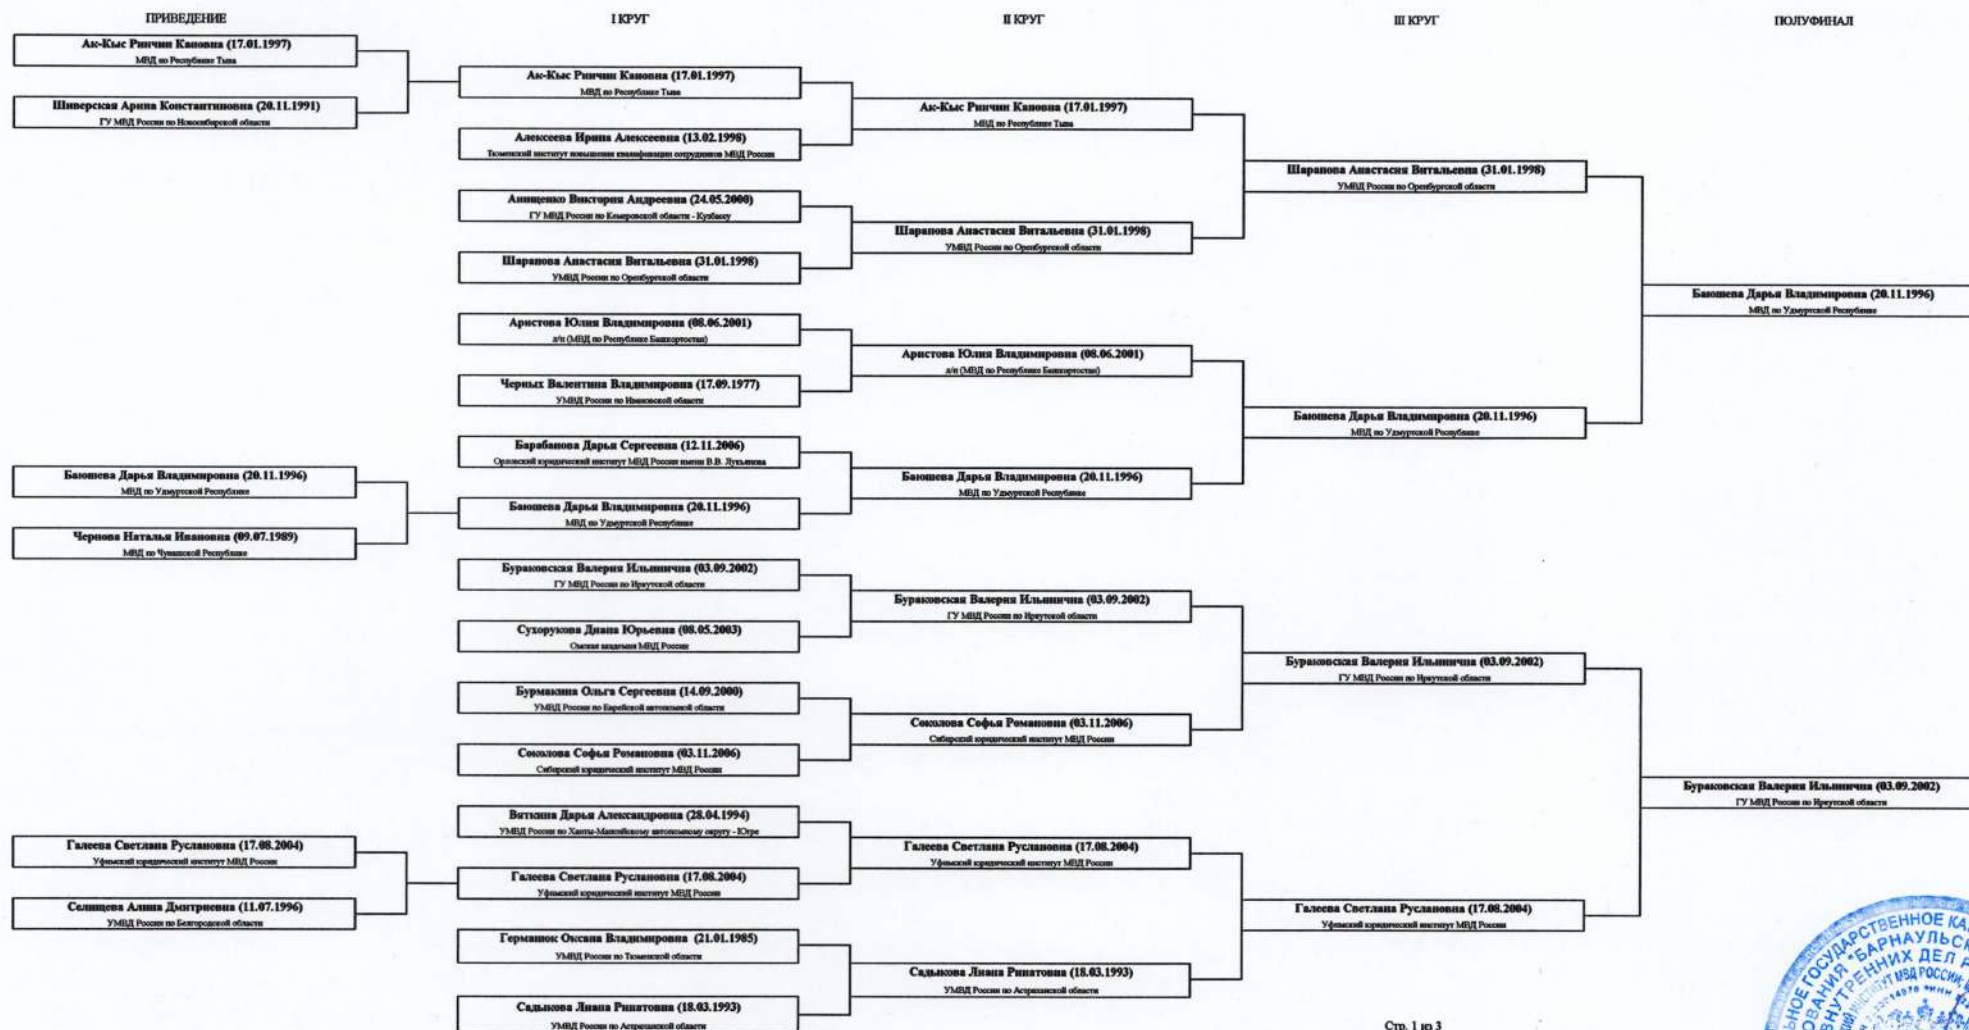 ПРИВЕДЕНИЕ
Ак-Кыс Ринчин Кановна (17.01.1997)
МВД по Республике Тыва
Шиверская Арина Константиновна (20.11.1991)
ГУ МВД России по Новосибирской области
Баюшева Дарья Владимировна (20.11.1996)
МВД по Удмуртской Республике
Чернова Наталья Ивановна (09.07.1989)
МВД по Чувашской Республике
Галеева Светлана Руслановна (17.08.2004)
Уфимский юридический институт МВД России
Селищева Алина Дмитриевна (11.07.1996)
УМВД России по Белгородской области
I КРУГ
Ак-Кыс Ринчин Кановна (17.01.1997)
МВД по Республике Тыва
Алексеева Ирина Алексеевна (13.02.1998)
Тюменский институт повышения квалификации сотрудников МВД России
Анищенко Виктория Андреевна (24.05.2000)
ГУ МВД России по Кемеровской области - Кузбассу
Шарапова Анастасия Витальевна (31.01.1998)
УМВД России по Оренбургской области
Аристова Юлия Владимировна (08.06.2001)
л/п (МВД по Республике Башкортостан)
Черных Валентина Владимировна (17.09.1977)
УМВД России по Ивановской области
Барабанова Дарья Сергеевна (12.11.2006)
Орловский юридический институт МВД России имени В.В. Лукьянова
Баюшева Дарья Владимировна (20.11.1996)
МВД по Удмуртской Республике
Бураковская Валерия Ильинична (03.09.2002)
ГУ МВД России по Иркутской области
Сухорукова Диана Юрьевна (08.05.2003)
Омская академия МВД России
Бурмакина Ольга Сергеевна (14.09.2000)
УМВД России по Еврейской автономной области
Соколова Софья Романовна (03.11.2006)
Сибирский юридический институт МВД России
Вяткина Дарья Александровна (28.04.1994)
УМВД России по Ханты-Мансийскому автономному округу - Югре
Галеева Светлана Руслановна (17.08.2004)
Уфимский юридический институт МВД России
Германюк Оксана Владимировна (21.01.1985)
УМВД России по Тюменской области
Садыкова Лиана Ринатовна (18.03.1993)
УМВД России по Астраханской области
II КРУГ
Ак-Кыс Ринчин Кановна (17.01.1997)
МВД по Республике Тыва
Шарапова Анастасия Витальевна (31.01.1998)
УМВД России по Оренбургской области
Аристова Юлия Владимировна (08.06.2001)
л/п (МВД по Республике Башкортостан)
Баюшева Дарья Владимировна (20.11.1996)
МВД по Удмуртской Республике
Бураковская Валерия Ильинична (03.09.2002)
ГУ МВД России по Иркутской области
Соколова Софья Романовна (03.11.2006)
Сибирский юридический институт МВД России
Галеева Светлана Руслановна (17.08.2004)
Уфимский юридический институт МВД России
Садыкова Лиана Ринатовна (18.03.1993)
УМВД России по Астраханской области
III КРУГ
Шарапова Анастасия Витальевна (31.01.1998)
УМВД России по Оренбургской области
Баюшева Дарья Владимировна (20.11.1996)
МВД по Удмуртской Республике
Бураковская Валерия Ильинична (03.09.2002)
ГУ МВД России по Иркутской области
Галеева Светлана Руслановна (17.08.2004)
Уфимский юридический институт МВД России
Стр. 1 из 3
ПОЛУФИНАЛ
Баюшева Дарья Владимировна (20.11.1996)
МВД по Удмуртской Республике
Бураковская Валерия Ильинична (03.09.2002)
ГУ МВД России по Иркутской области
ЬНОЕ ГОСУДАРСТВЕННОЕ КА
ОВАНИЯ "БАРНАУЛЬСК
ВНУТРЕННИХ ДЕЛ Р
ИНСТИТУТ МВД РОССИИ